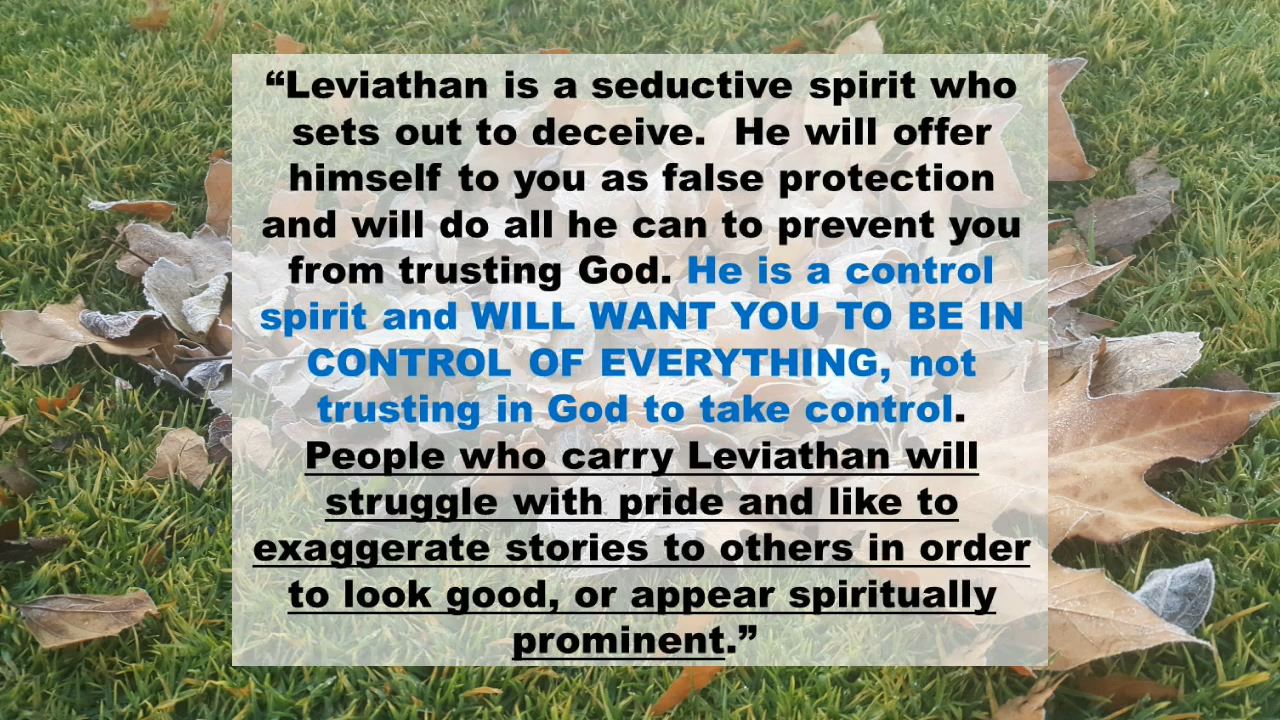 “Leviathan is a seductive spirit who
sets out to deceive.  He will offer
himself to you as false protection
and will do all he can to prevent you
from trusting God. He is a control
spirit and WILL WANT YOU TO BE IN
CONTROL OF EVERYTHING, not
trusting in God to take control.
People who carry Leviathan will
struggle with pride and like to
exaggerate stories to others in order
to look good, or appear spiritually
prominent.”